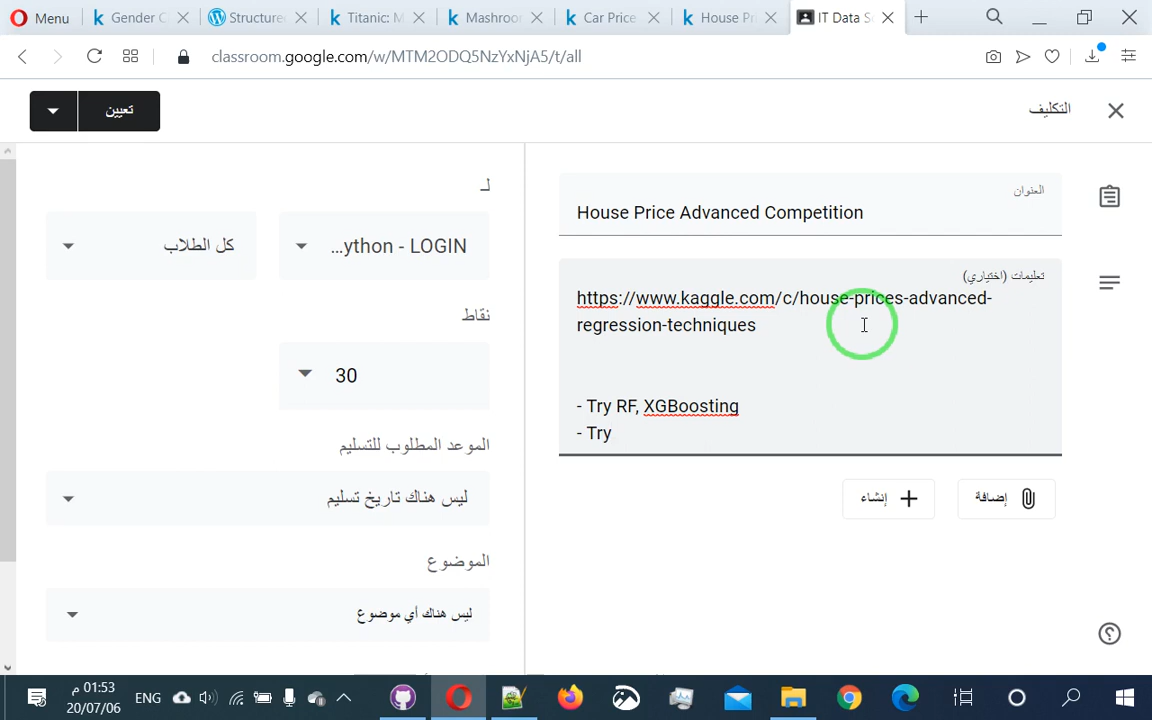 Menu
Gender C
Structure
Titanic: M
Mashroo
Car Price
House Pr
IT Data S
classroom.google.com/w/MTM2ODQ5NzYxNjA5/t/all
تعيين
التكليف
لـ
كل الطلاب
...ython - LOGIN
نقاط
30
الموعد المطلوب للتسليم
ليس هناك تاريخ تسليم
الموضوع
ليس هناك أي موضوع
العنوان
House Price Advanced Competition
تعليمات (اختياري)
https://www.kaggle.com/c/house-prices-advanced-
regression-techniques
- Try RF, XGBoosting
- Try
إنشاء
إضافة
01:53 م
20/07/06
ENG